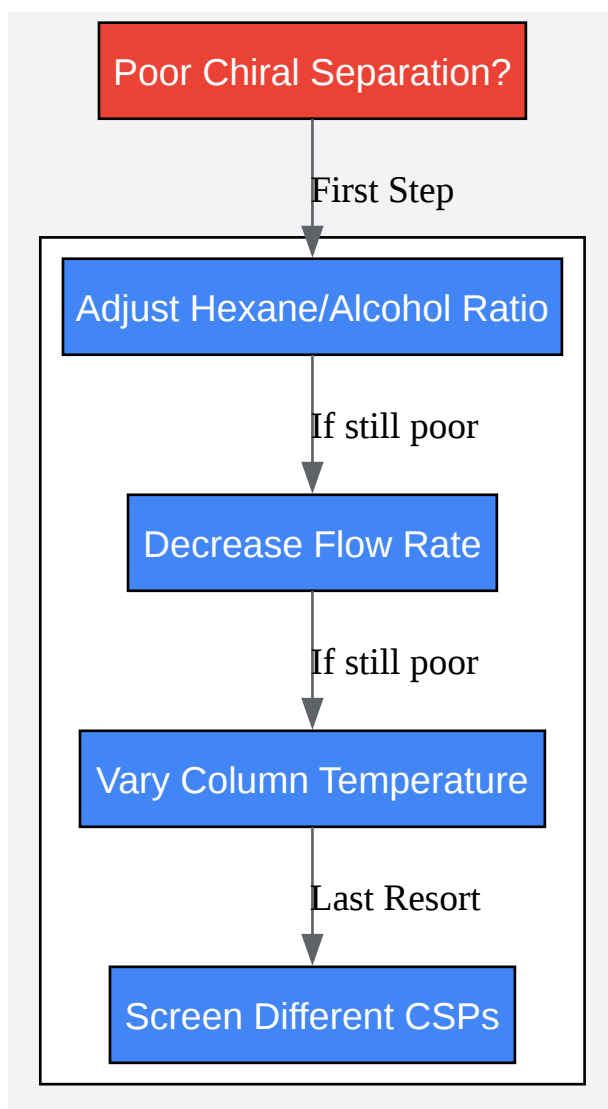 Poor Chiral Separation?
First Step
Adjust Hexane/Alcohol Ratio
If still poor
Decrease Flow Rate
If still poor
Vary Column Temperature
Last Resort
Screen Different CSPs